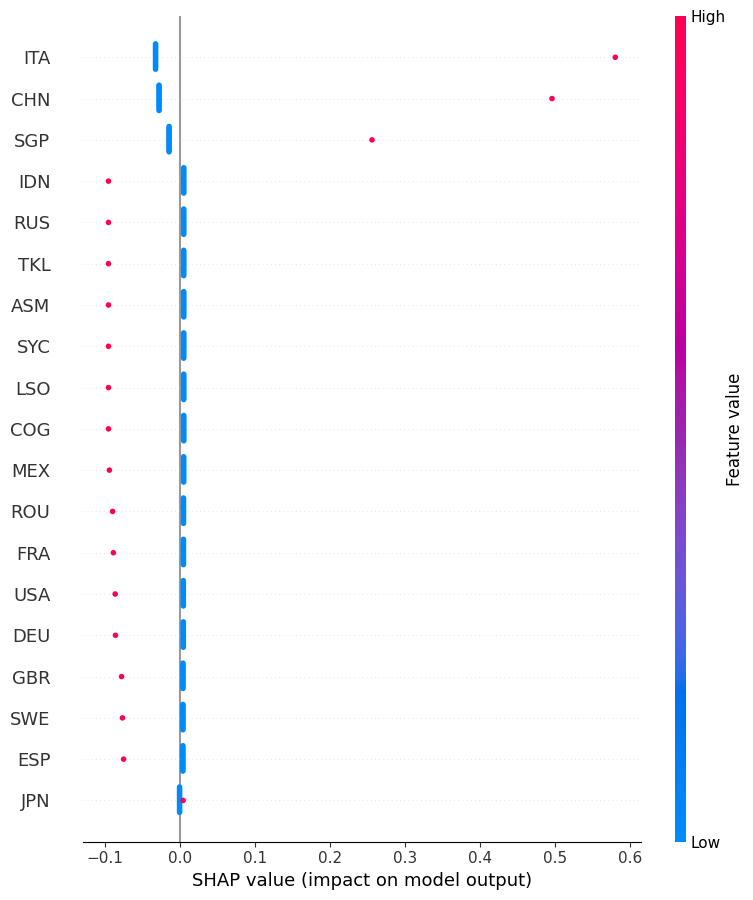 High
ITA
CHN
SGP
IDN
RUS
TKL
ASM
SYC
LSO
COG
MEX
ROU
FRA
USA
DEU
GBR
SWE
ESP
JPN
Feature value
Low
−0.1 0.0 0.1 0.2 0.3 0.4 0.5 0.6
SHAP value (impact on model output)